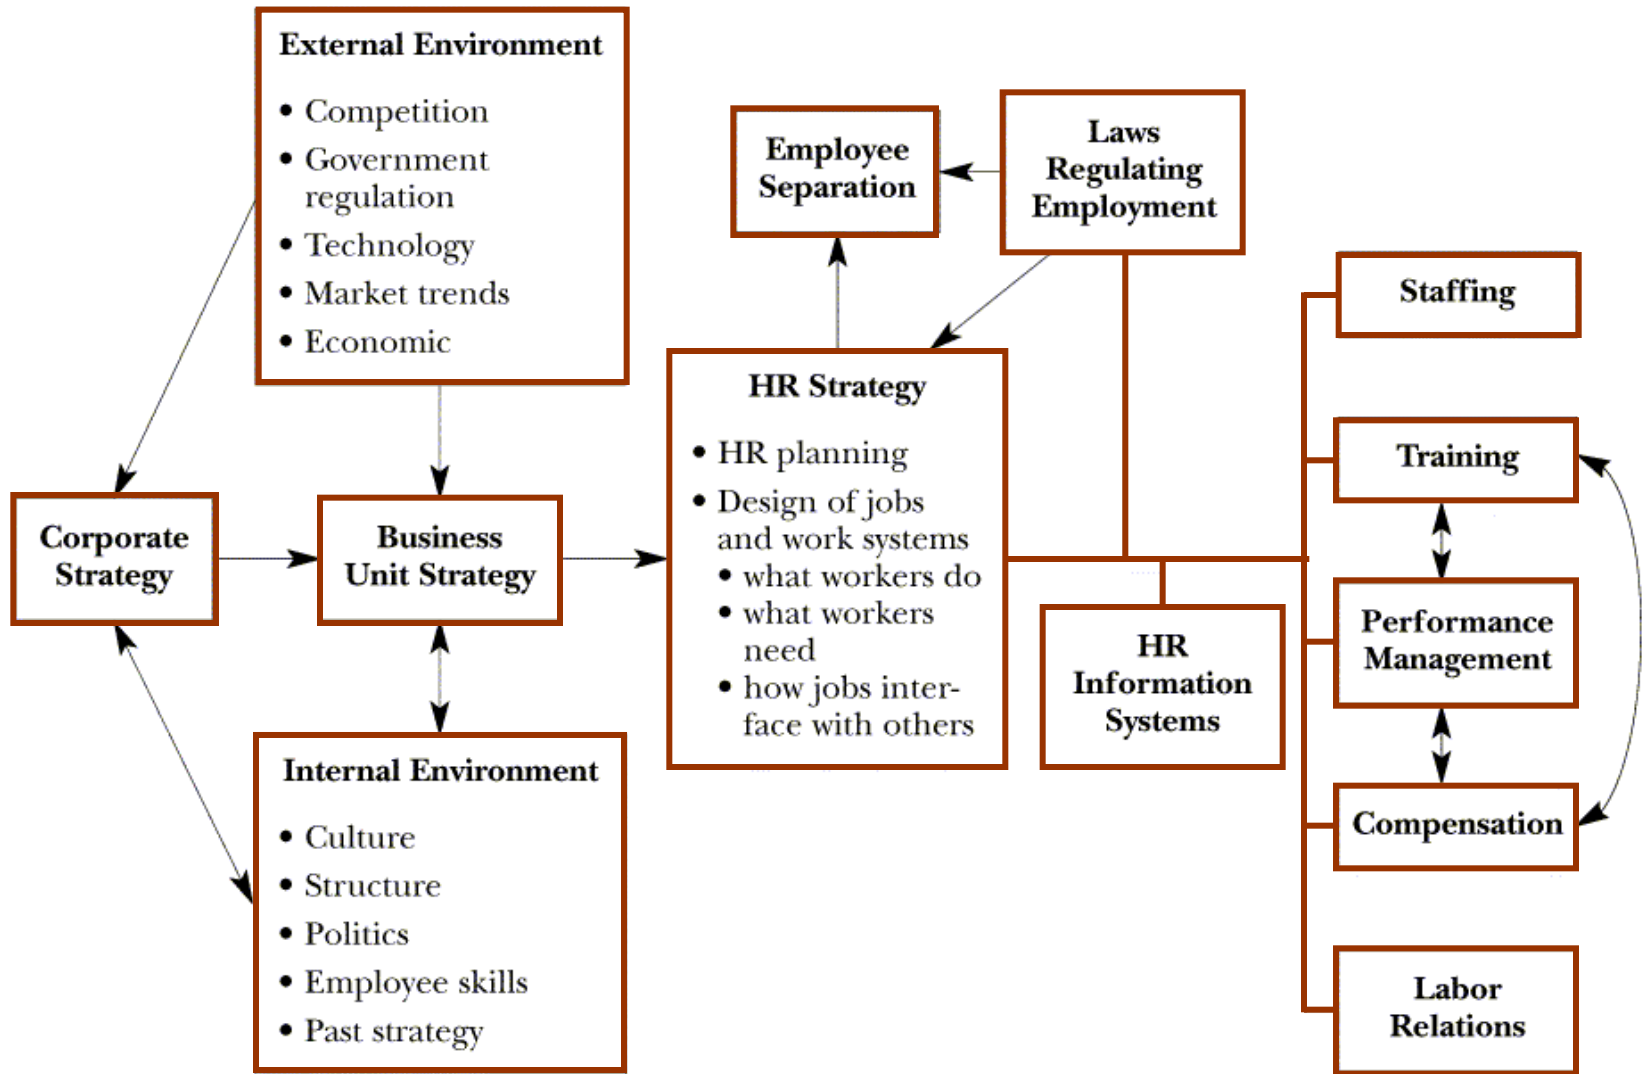 External Environment
• Competition
• Government
regulation
• Technology
• Market trends
• Economic
Corporate
Strategy
Business
Unit Strategy
Internal Environment
• Culture
• Structure
• Politics
• Employee skills
• Past strategy
Employee
Separation
Laws
Regulating
Employment
HR Strategy
• HR planning
• Design of jobs
and work systems
• what workers do
• what workers
need
• how jobs inter-
face with others
HR
Information
Systems
Staffing
Training
Performance
Management
Compensation
Labor
Relations